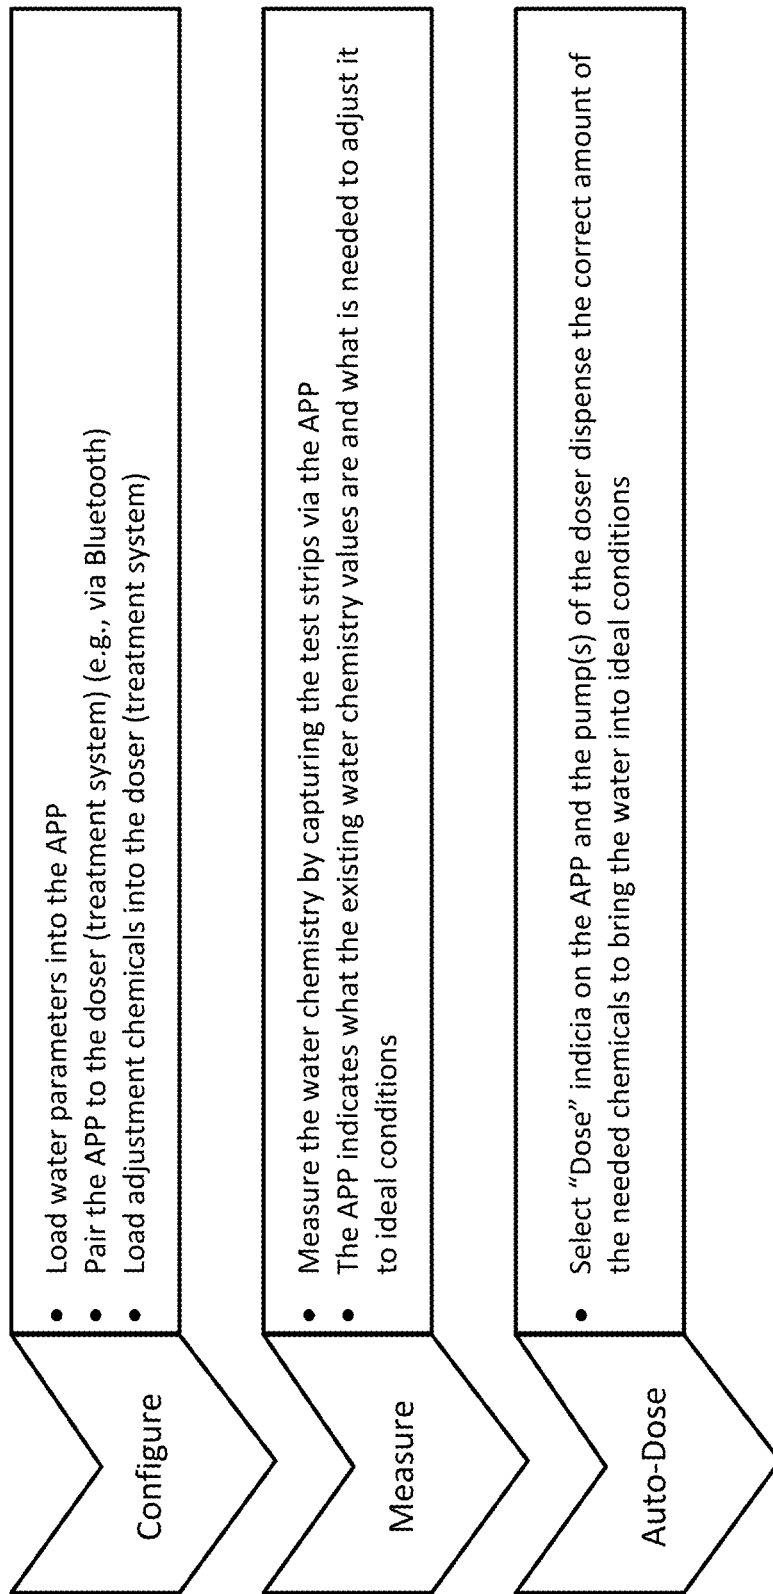 Configure
• Load water parameters into the APP
• Pair the APP to the doser (treatment system) (e.g., via Bluetooth)
• Load adjustment chemicals into the doser (treatment system)
Measure
• Measure the water chemistry by capturing the test strips via the APP
• The APP indicates what the existing water chemistry values are and what is needed to adjust it
to ideal conditions
Auto-Dose
• Select “Dose” indicia on the APP and the pump(s) of the doser dispense the correct amount of
the needed chemicals to bring the water into ideal conditions